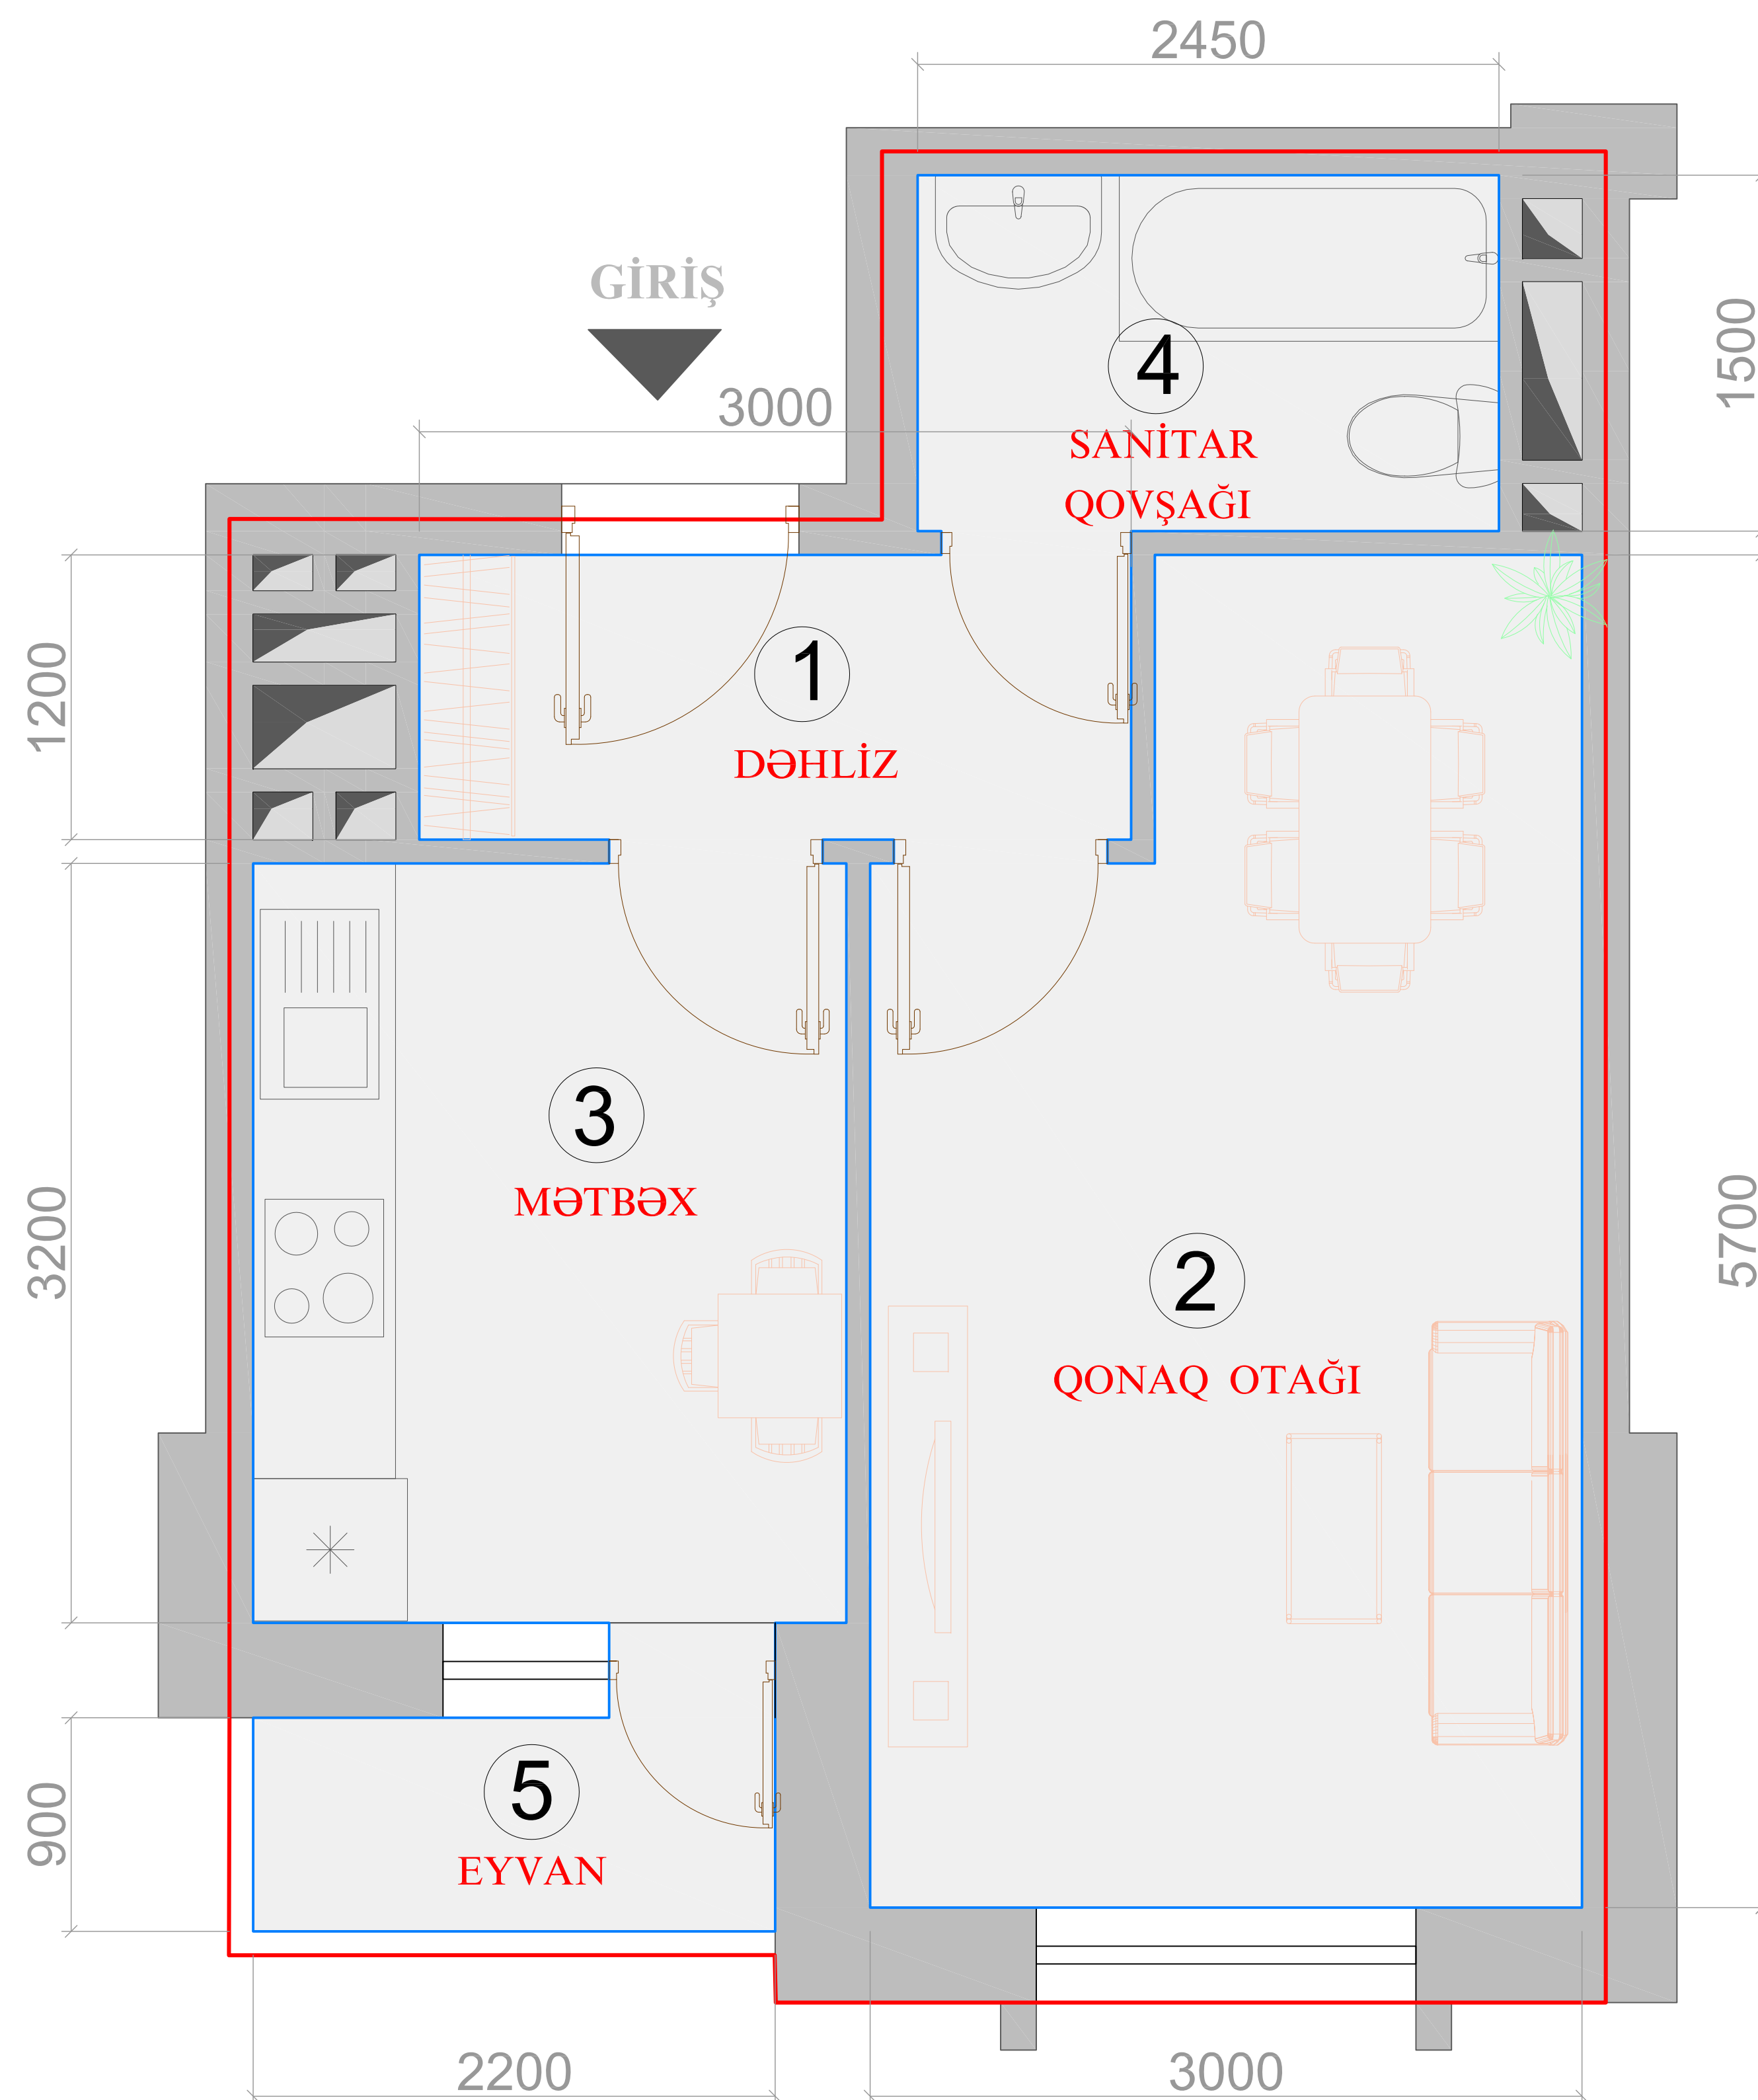 2450
GİRİŞ
3000
1500
4
SANİTAR
QOVŞAĞI
1200
1
DƏHLİZ
3
MƏTBƏX
3200
5700
2
QONAQ OTAĞI
5
EYVAN
900
2200
3000